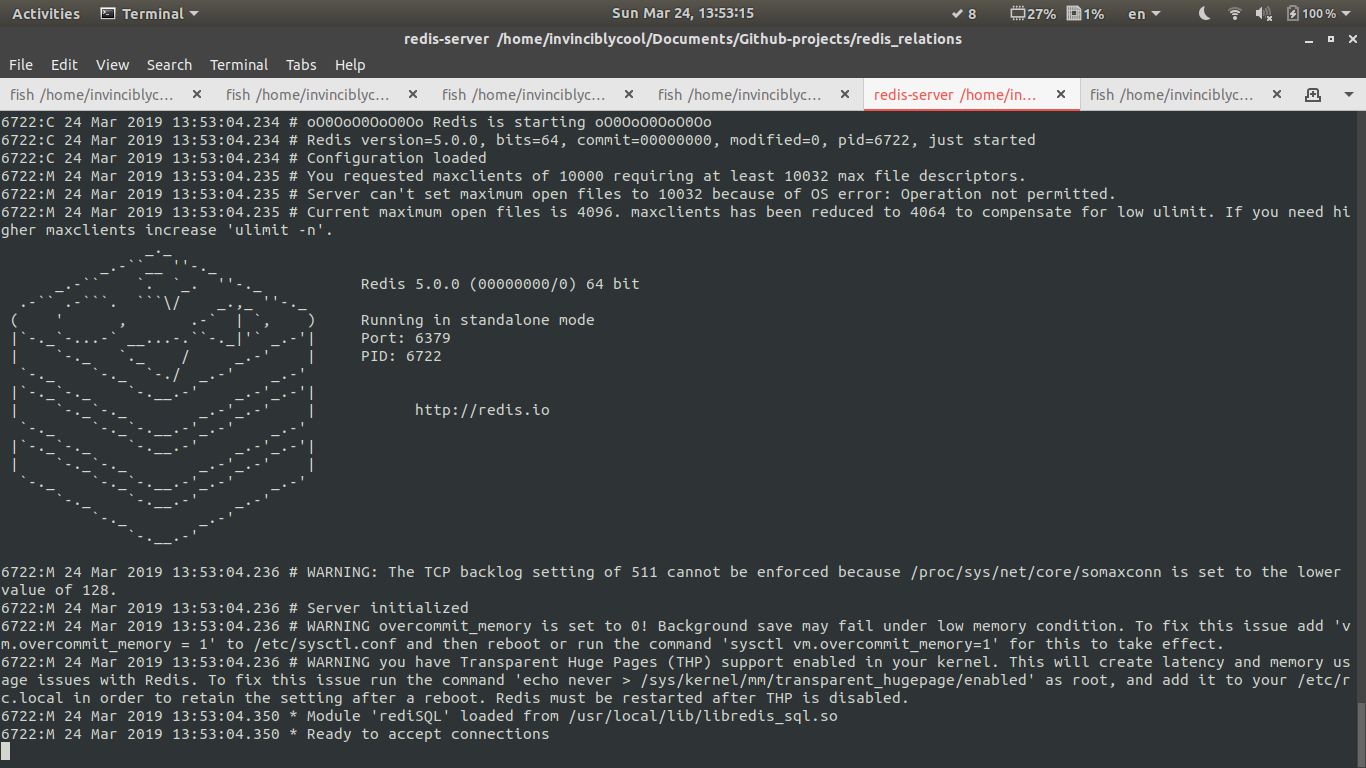 Activities Terminal Sun Mar 24, 13:53:15 8 27% 1% en 100 %
redis-server /home/invinciblycool/Documents/Github-projects/redis_relations
File Edit View Search Terminal Tabs Help
fish /home/invinciblyc... fish /home/invinciblyc... fish /home/invinciblyc... fish /home/invinciblyc... redis-server /home/in... fish /home/invinciblyc...
6722:C 24 Mar 2019 13:53:04.234 # oO0OoO0OoO0Oo Redis is starting oO0OoO0OoO0Oo
6722:C 24 Mar 2019 13:53:04.234 # Redis version=5.0.0, bits=64, commit=00000000, modified=0, pid=6722, just started
6722:C 24 Mar 2019 13:53:04.234 # Configuration loaded
6722:M 24 Mar 2019 13:53:04.235 # You requested maxclients of 10000 requiring at least 10032 max file descriptors.
6722:M 24 Mar 2019 13:53:04.235 # Server can't set maximum open files to 10032 because of OS error: Operation not permitted.
6722:M 24 Mar 2019 13:53:04.235 # Current maximum open files is 4096. maxclients has been reduced to 4064 to compensate for low ulimit. If you need hi
gher maxclients increase 'ulimit -n'.
Redis 5.0.0 (00000000/0) 64 bit
Running in standalone mode
Port: 6379
PID: 6722
http://redis.io
6722:M 24 Mar 2019 13:53:04.236 # WARNING: The TCP backlog setting of 511 cannot be enforced because /proc/sys/net/core/somaxconn is set to the lower
value of 128.
6722:M 24 Mar 2019 13:53:04.236 # Server initialized
6722:M 24 Mar 2019 13:53:04.236 # WARNING overcommit_memory is set to 0! Background save may fail under low memory condition. To fix this issue add 'v
m.overcommit_memory = 1' to /etc/sysctl.conf and then reboot or run the command 'sysctl vm.overcommit_memory=1' for this to take effect.
6722:M 24 Mar 2019 13:53:04.236 # WARNING you have Transparent Huge Pages (THP) support enabled in your kernel. This will create latency and memory us
age issues with Redis. To fix this issue run the command 'echo never > /sys/kernel/mm/transparent_hugepage/enabled' as root, and add it to your /etc/r
c.local in order to retain the setting after a reboot. Redis must be restarted after THP is disabled.
6722:M 24 Mar 2019 13:53:04.350 * Module 'rediSQL' loaded from /usr/local/lib/libredis_sql.so
6722:M 24 Mar 2019 13:53:04.350 * Ready to accept connections